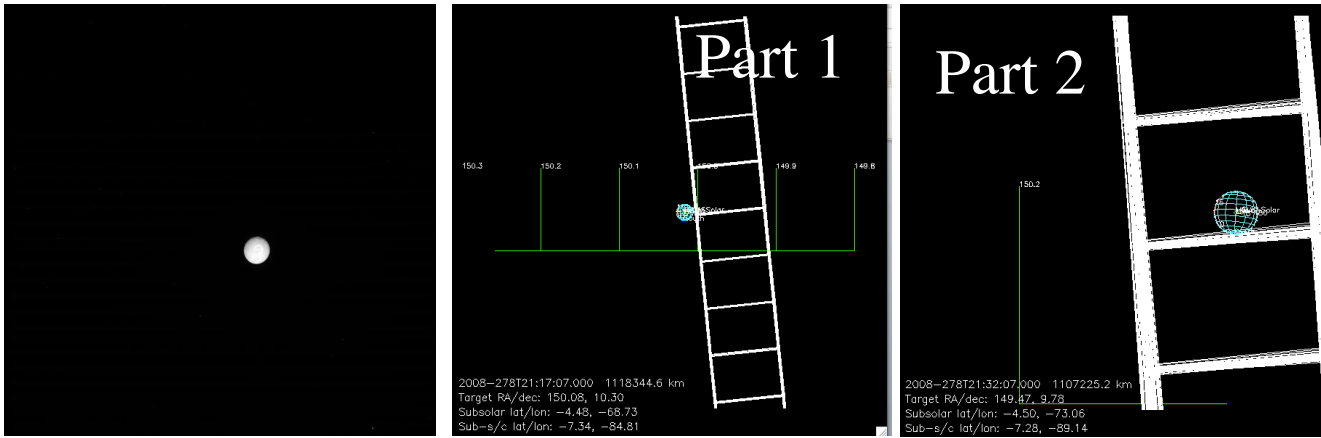 Part 1
150.3
150.2
150.1
149.9
149.8
2008-278T21:17:07.000 1118344.6 km
Target RA/dec: 150.08, 10.30
Subsolar lat/lon: -4.48, -68.73
Sub-s/c lat/lon: -7.34, -84.81
Part 2
150.2
2008-278T21:32:07.000 1107225.2 km
Target RA/dec: 149.47, 9.78
Subsolar lat/lon: -4.50, -73.06
Sub-s/c lat/lon: -7.28, -89.14